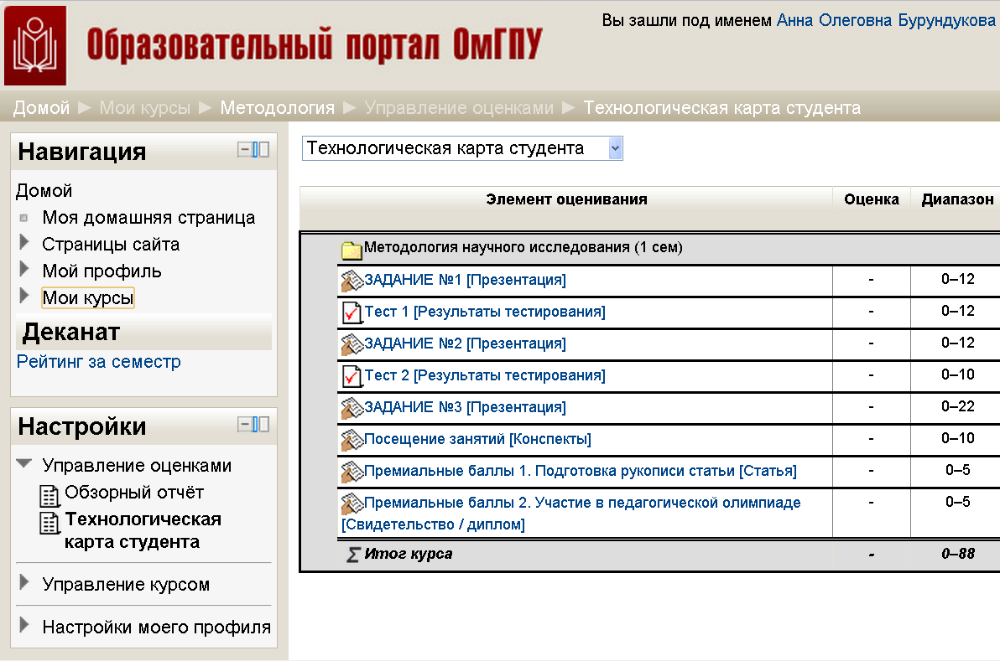 Образовательный портал ОмГПУ
Вы зашли под именем Анна Олеговна Бурундукова
Домой Мои курсы Методология Управление оценками Технологическая карта студента
Навигация
Домой
Моя домашняя страница
Страницы сайта
Мой профиль
Мои курсы
Деканат
Рейтинг за семестр
Настройки
Управление оценками
Обзорный отчёт
Технологическая
карта студента
Управление курсом
Настройки моего профиля
Технологическая карта студента
Элемент оценивания Оценка Диапазон
Методология научного исследования (1 сем)
ЗАДАНИЕ №1 [Презентация] - 0–12
Тест 1 [Результаты тестирования] - 0–12
ЗАДАНИЕ №2 [Презентация] - 0–12
Тест 2 [Результаты тестирования] - 0–10
ЗАДАНИЕ №3 [Презентация] - 0–22
Посещение занятий [Конспекты] - 0–10
Премиальные баллы 1. Подготовка рукописи статьи [Статья] - 0–5
Премиальные баллы 2. Участие в педагогической олимпиаде - 0–5
[Свидетельство / диплом]
Σ Итог курса - 0–88